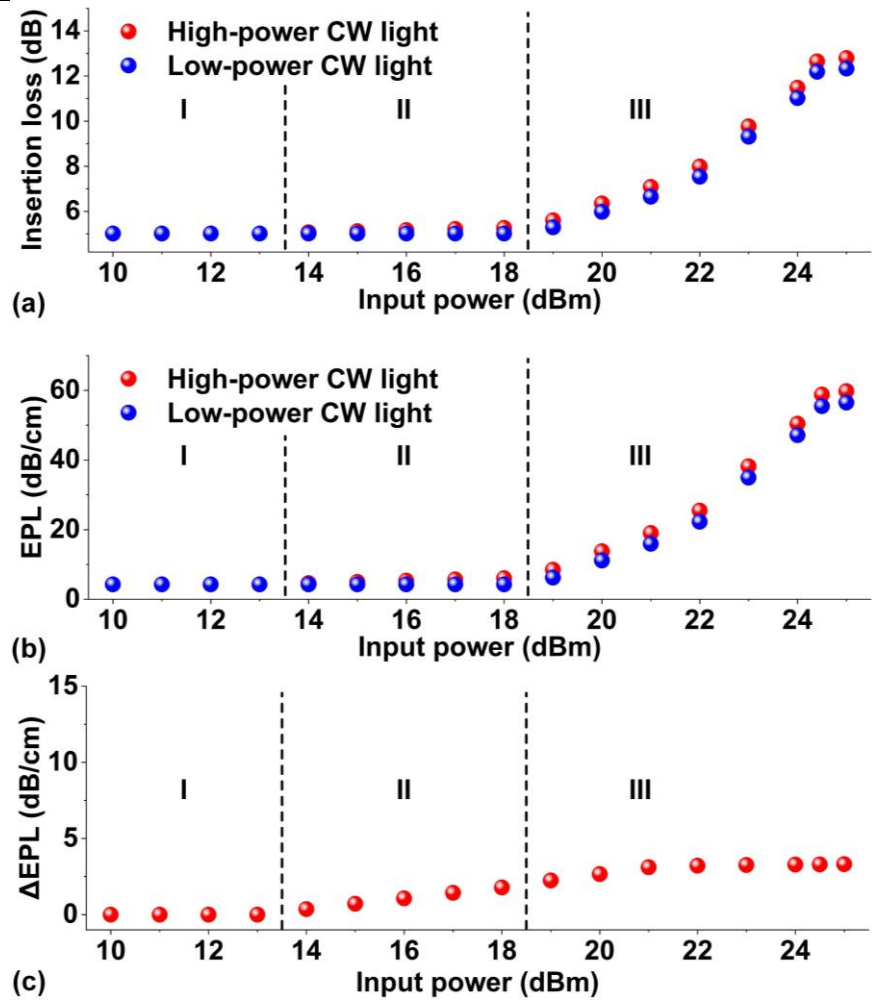 14
12
10
8
6
Insertion loss (dB)
High-power CW light
Low-power CW light
I II III
10 12 14 16 18 20 22 24
Input power (dBm)
(a)
60
40
20
0
EPL (dB/cm)
High-power CW light
Low-power CW light
I II III
10 12 14 16 18 20 22 24
Input power (dBm)
(b)
15
10
5
0
ΔEPL (dB/cm)
I II III
10 12 14 16 18 20 22 24
Input power (dBm)
(c)